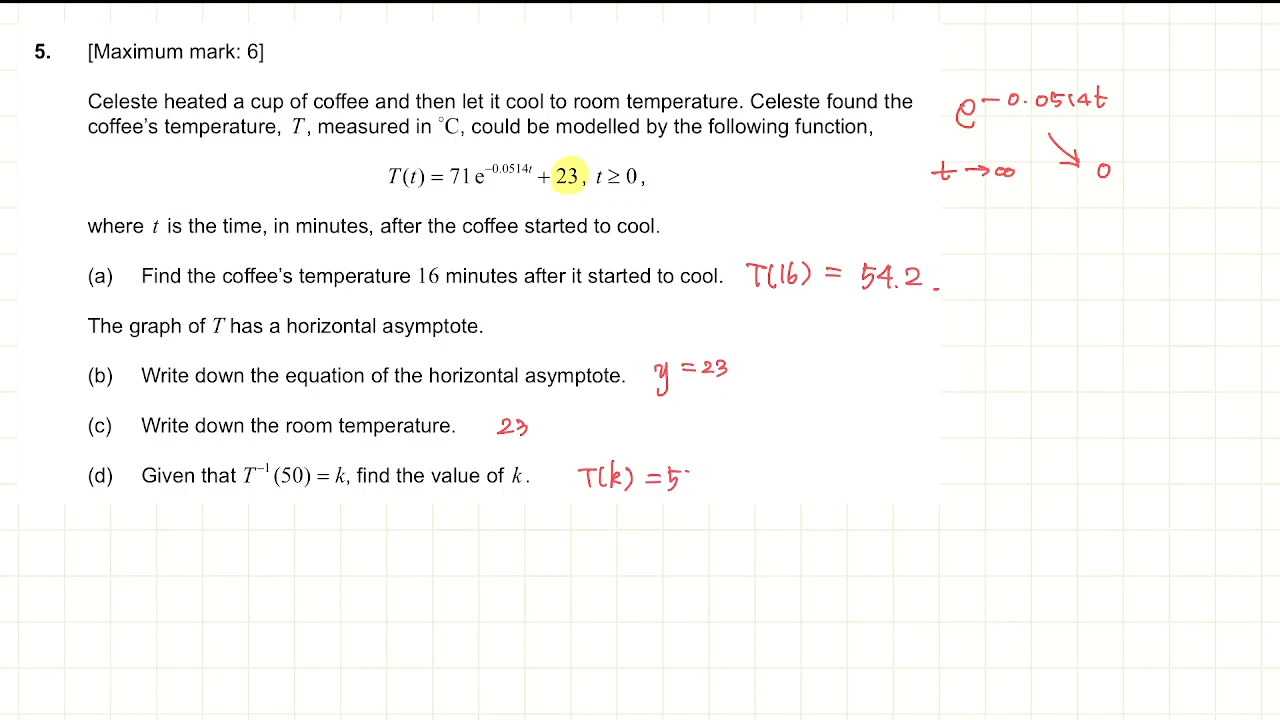 5. [Maximum mark: 6]
Celeste heated a cup of coffee and then let it cool to room temperature. Celeste found the
coffee's temperature, T, measured in °C, could be modelled by the following function,
T(t) = 71e^−0.0514t + 23, t ≥ 0,
where t is the time, in minutes, after the coffee started to cool.
(a) Find the coffee's temperature 16 minutes after it started to cool. T(16) = 54.2.
The graph of T has a horizontal asymptote.
(b) Write down the equation of the horizontal asymptote. y = 23
(c) Write down the room temperature. 23
(d) Given that T^−1(50) = k, find the value of k. T(k) = 5
e^−0.0514t
t → ∞ ↘ 0